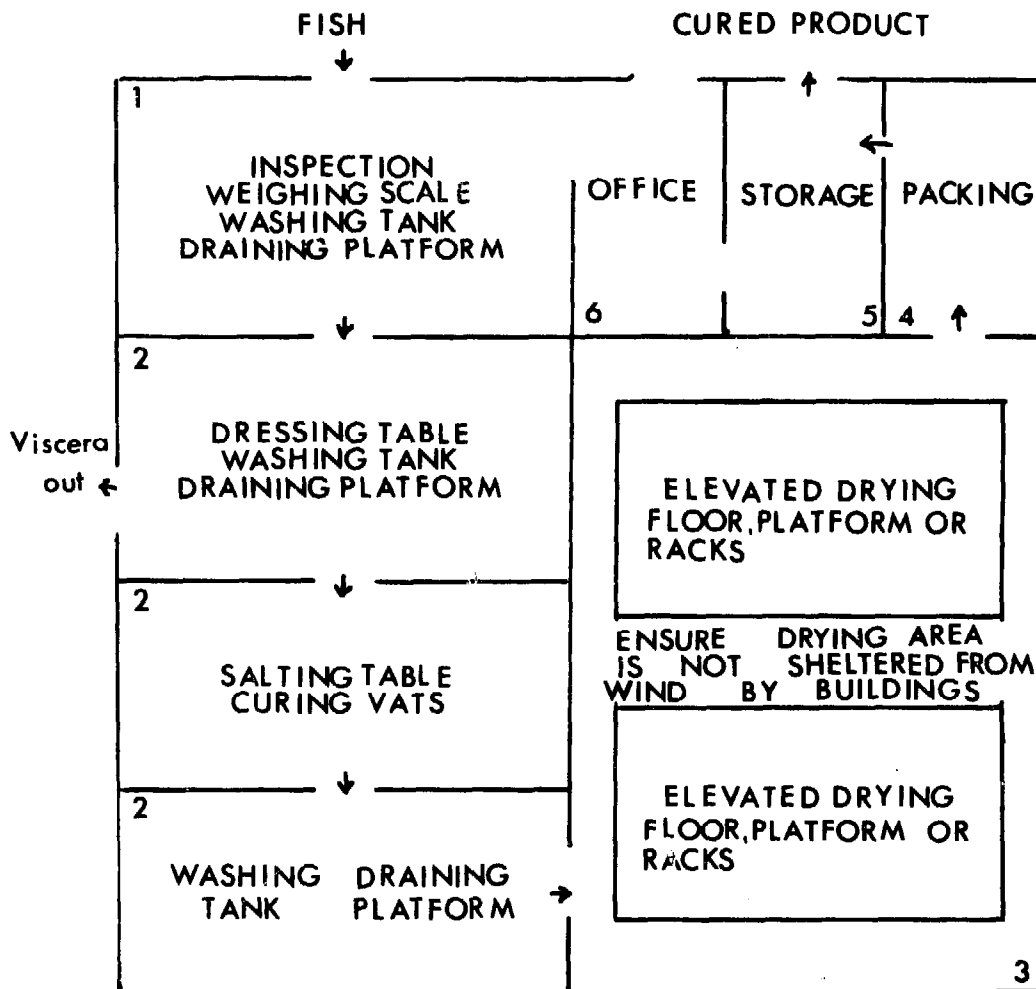 FISH
CURED PRODUCT
1
INSPECTION
WEIGHING SCALE
WASHING TANK
DRAINING PLATFORM
OFFICE
STORAGE
PACKING
6
5
4
2
Viscera
out
DRESSING TABLE
WASHING TANK
DRAINING PLATFORM
ELEVATED DRYING
FLOOR, PLATFORM OR
RACKS
2
SALTING TABLE
CURING VATS
ENSURE DRYING AREA
IS NOT SHELTERED FROM
WIND BY BUILDINGS
2
WASHING DRAINING
TANK PLATFORM
ELEVATED DRYING
FLOOR, PLATFORM OR
RACKS
3